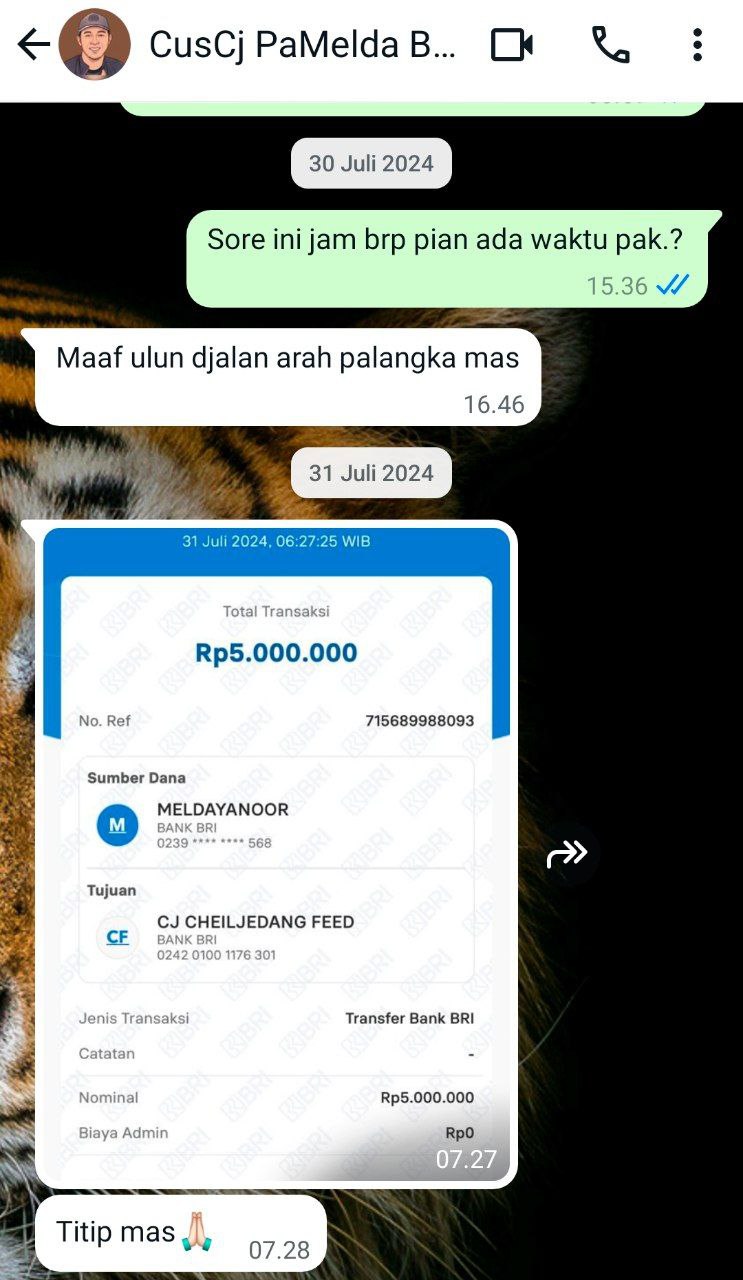 CusCj PaMelda B...
30 Juli 2024
Sore ini jam brp pian ada waktu pak.?
15.36
Maaf ulun djalan arah palangka mas
16.46
31 Juli 2024
31 Juli 2024, 06:27:25 WIB
Total Transaksi
Rp5.000.000
No. Ref 715689988093
Sumber Dana
M
MELDAYANOOR
BANK BRI
0239 **** **** 568
Tujuan
CF
CJ CHEILJEDANG FEED
BANK BRI
0242 0100 1176 301
Jenis Transaksi Transfer Bank BRI
Catatan -
Nominal Rp5.000.000
Biaya Admin Rp0
07.27
Titip mas🙏🏻
07.28